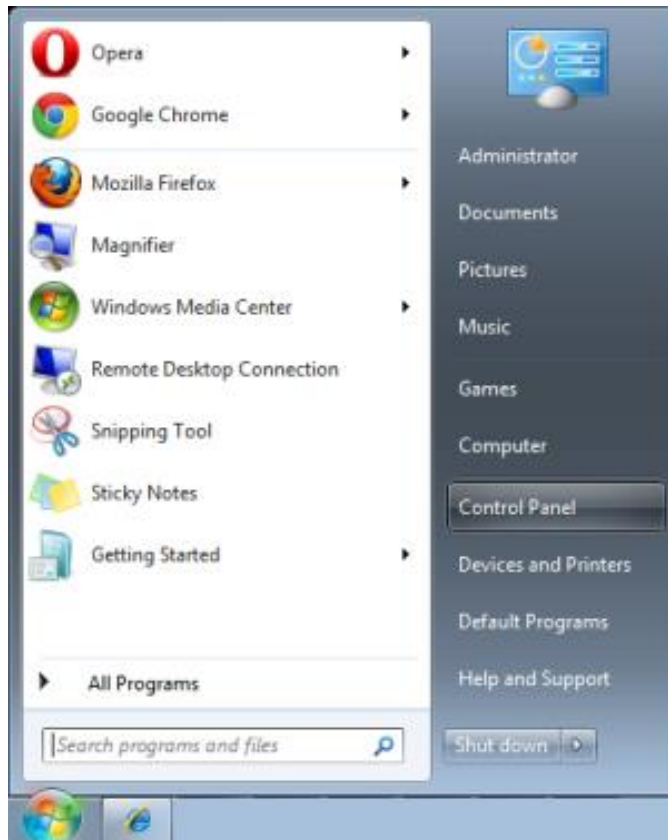 Opera
Google Chrome
Mozilla Firefox
Magnifier
Windows Media Center
Remote Desktop Connection
Snipping Tool
Sticky Notes
Getting Started
All Programs
Search programs and files
Administrator
Documents
Pictures
Music
Games
Computer
Control Panel
Devices and Printers
Default Programs
Help and Support
Shut down